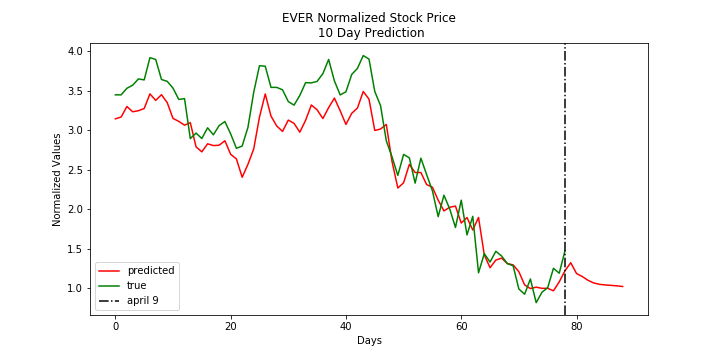 EVER Normalized Stock Price
10 Day Prediction
4.0
3.5
3.0
2.5
2.0
1.5
1.0
Normalized Values
predicted
true
april 9
0 20 40 60 80
Days